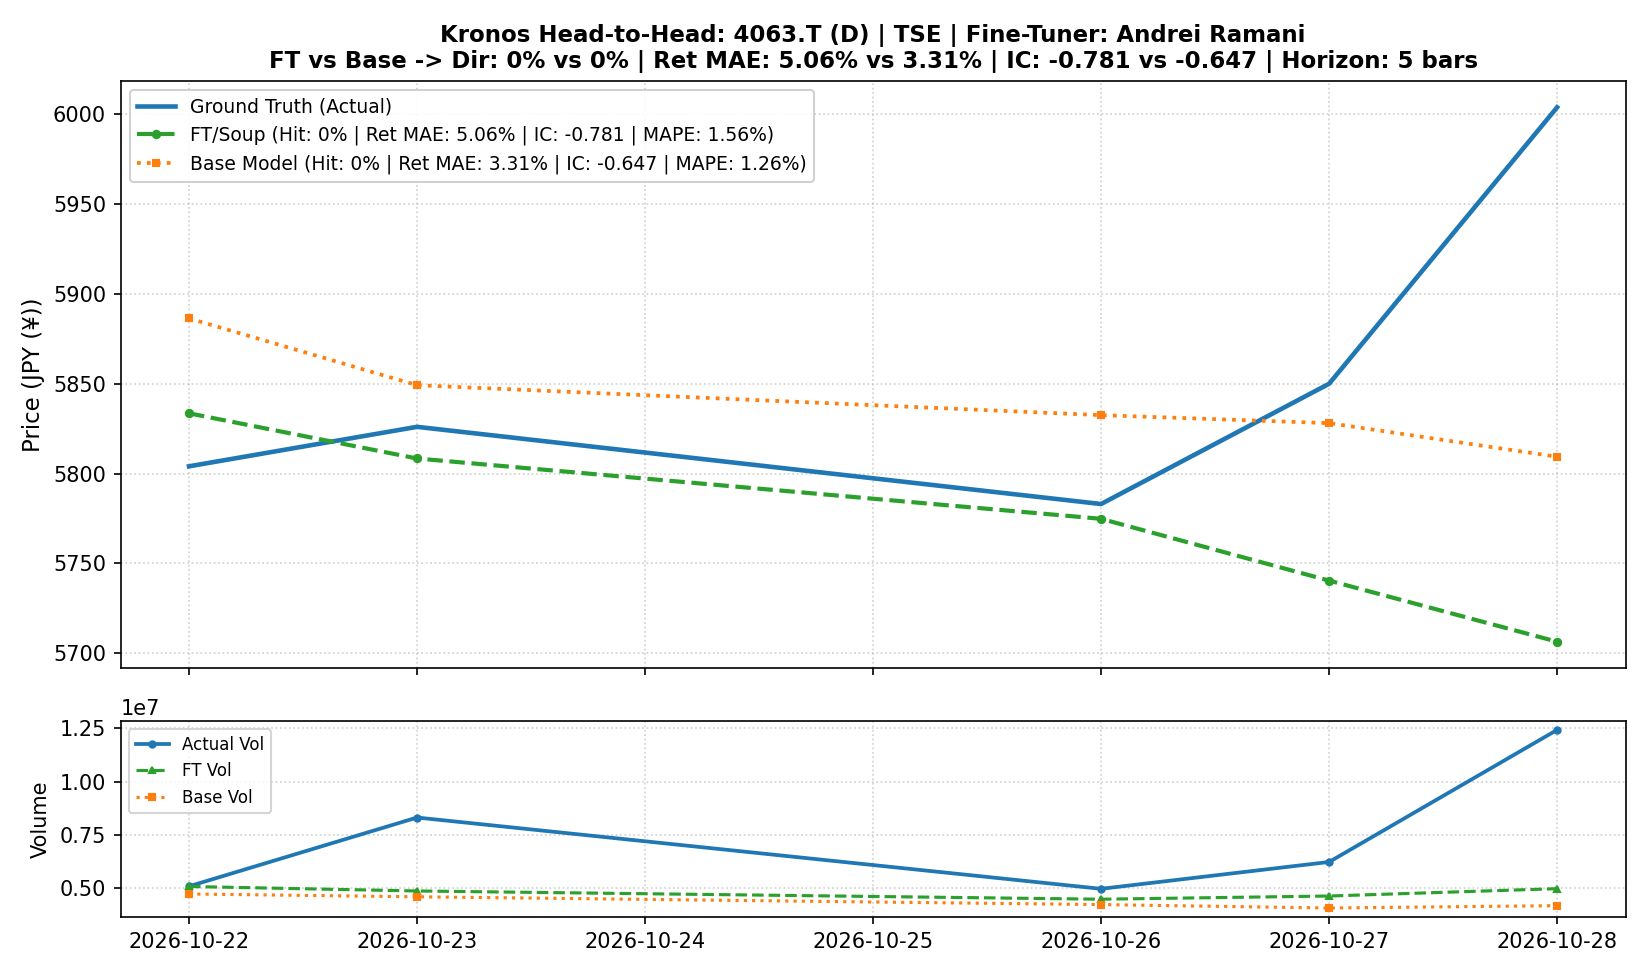 Kronos Head-to-Head: 4063.T (D) | TSE | Fine-Tuner: Andrei Ramani
FT vs Base -> Dir: 0% vs 0% | Ret MAE: 5.06% vs 3.31% | IC: -0.781 vs -0.647 | Horizon: 5 bars
Ground Truth (Actual)
FT/Soup (Hit: 0% | Ret MAE: 5.06% | IC: -0.781 | MAPE: 1.56%)
Base Model (Hit: 0% | Ret MAE: 3.31% | IC: -0.647 | MAPE: 1.26%)
Price (JPY (¥))
6000
5950
5900
5850
5800
5750
5700
1e7
Volume
1.25
1.00
0.75
0.50
Actual Vol
FT Vol
Base Vol
2026-10-22
2026-10-23
2026-10-24
2026-10-25
2026-10-26
2026-10-27
2026-10-28